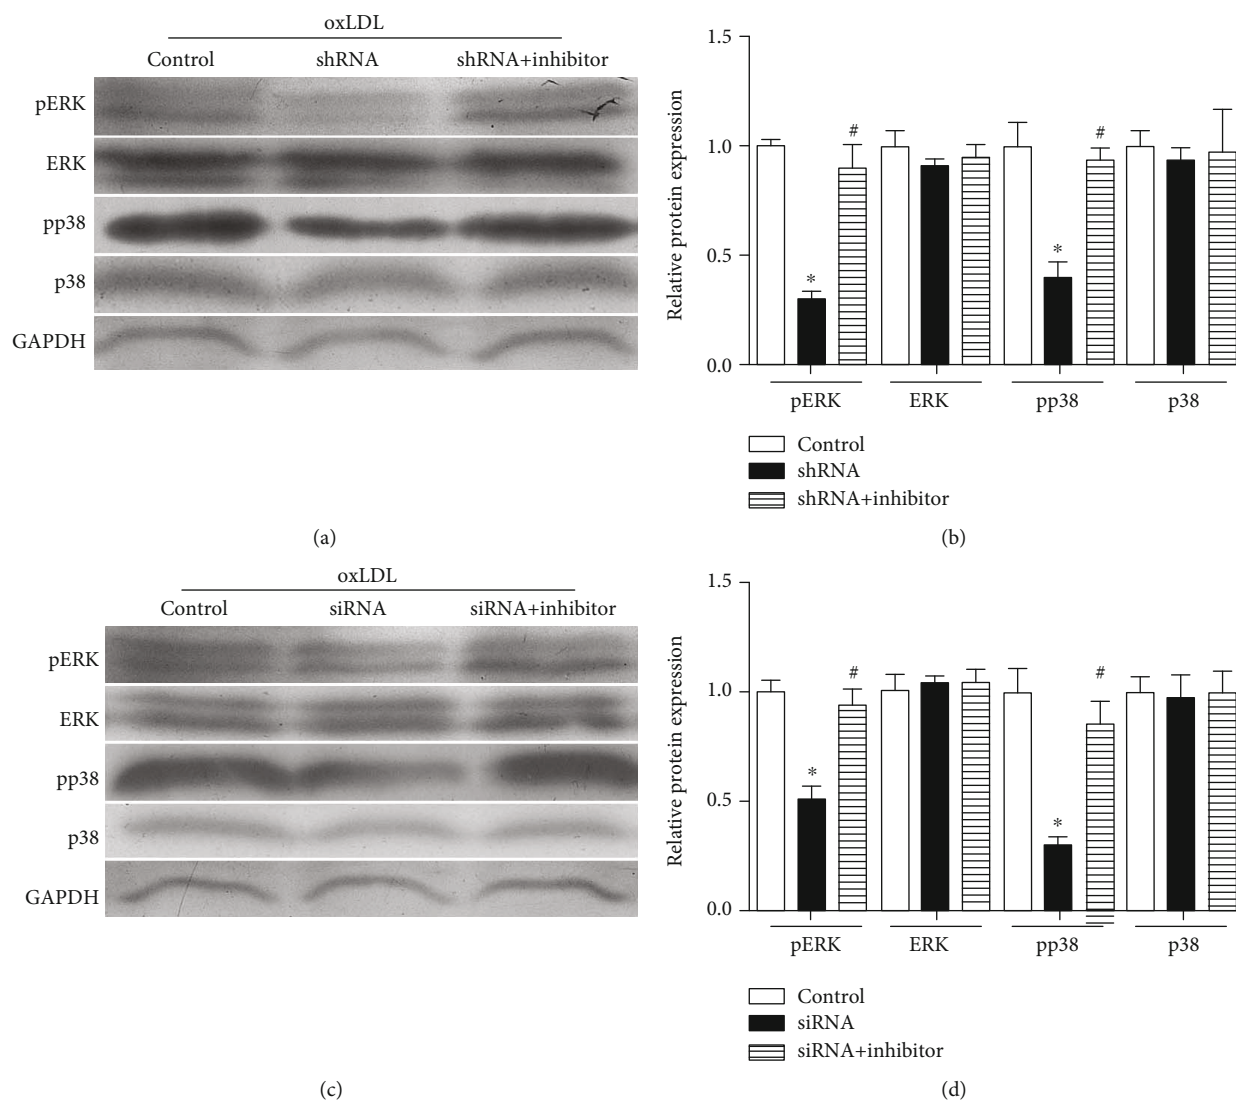 oxLDL
Control shRNA shRNA+inhibitor
pERK
ERK
pp38
p38
GAPDH
(a)
Relative protein expression
1.5
1.0
0.5
0.0
* # * #
pERK ERK pp38 p38
Control
shRNA
shRNA+inhibitor
(b)
oxLDL
Control siRNA siRNA+inhibitor
pERK
ERK
pp38
p38
GAPDH
(c)
Relative protein expression
1.5
1.0
0.5
0.0
* # * #
pERK ERK pp38 p38
Control
siRNA
siRNA+inhibitor
(d)